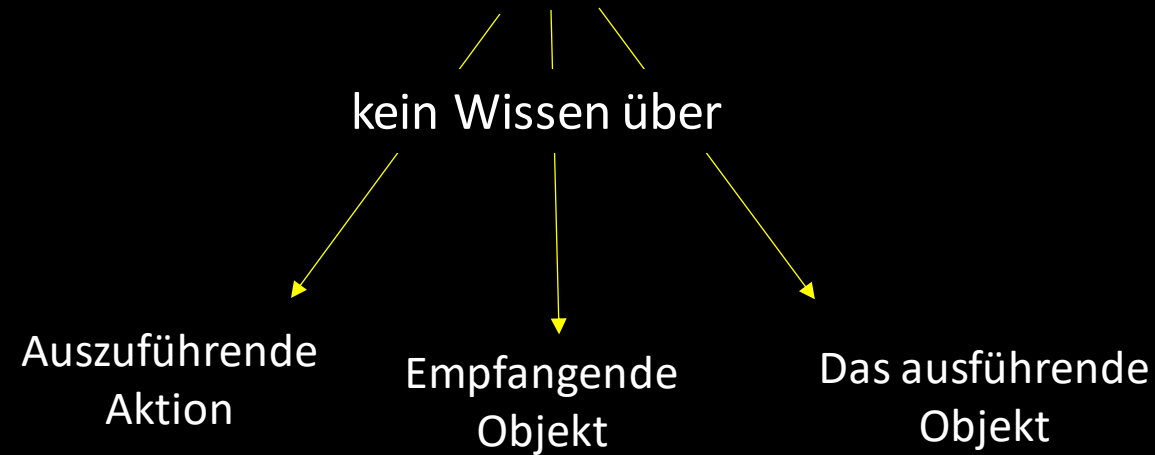 kein Wissen über
Auszuführende
Aktion
Empfangende
Objekt
Das ausführende
Objekt